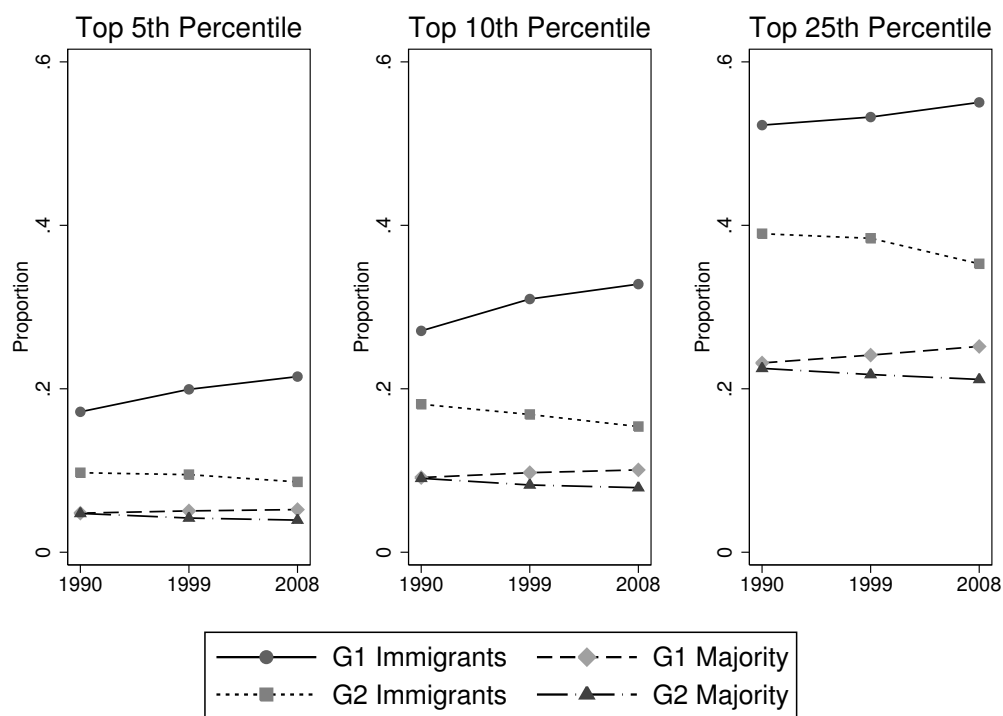 Top 5th Percentile
.6
.4
.2
0
Proportion
1990 1999 2008
Top 10th Percentile
.6
.4
.2
0
Proportion
1990 1999 2008
Top 25th Percentile
.6
.4
.2
0
Proportion
1990 1999 2008
G1 Immigrants G1 Majority
G2 Immigrants G2 Majority